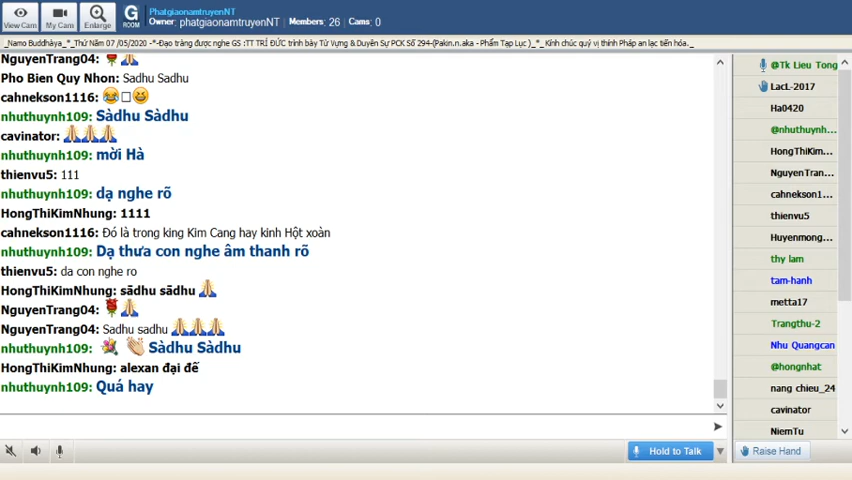 View Cam
My Cam
Enlarge
G
ROOM
PhatgiaonamtruyenNT
Owner: phatgiaonamtruyenNT Members: 26 Cams: 0
_Namo Buddhàya_*_Thứ Năm 07 /05/2020 -*-Đạo tràng được nghe GS :TT TRÍ ĐỨC trình bày Tứ Vựng & Duyên Sự PCK Số 294-(Pakin.n.aka - Phẩm Tạp Lục )_*_ Kính chúc quý vị thính Pháp an lạc tiến hóa._
NguyenTrang04:
Pho Bien Quy Nhon: Sadhu Sadhu
cahnekson1116:
nhuthuynh109: Sàdhu Sàdhu
cavinator:
nhuthuynh109: mời Hà
thienvu5: 111
nhuthuynh109: dạ nghe rõ
HongThiKimNhung: 1111
cahnekson1116: Đó là trong king Kim Cang hay kinh Hột xoàn
nhuthuynh109: Dạ thưa con nghe âm thanh rõ
thienvu5: da con nghe ro
HongThiKimNhung: sādhu sādhu
NguyenTrang04:
NguyenTrang04: Sadhu sadhu
nhuthuynh109: Sàdhu Sàdhu
HongThiKimNhung: alexan đại đế
nhuthuynh109: Quá hay
@Tk Lieu Tong
LacL-2017
Ha0420
@nhuthuynh...
HongThiKim...
NguyenTran...
cahnekson1...
thienvu5
Huyenmong...
thy lam
tam-hanh
metta17
Trangthu-2
Nhu Quangcan
@hongnhat
nang chieu_24
cavinator
NiemTu
Hold to Talk
Raise Hand